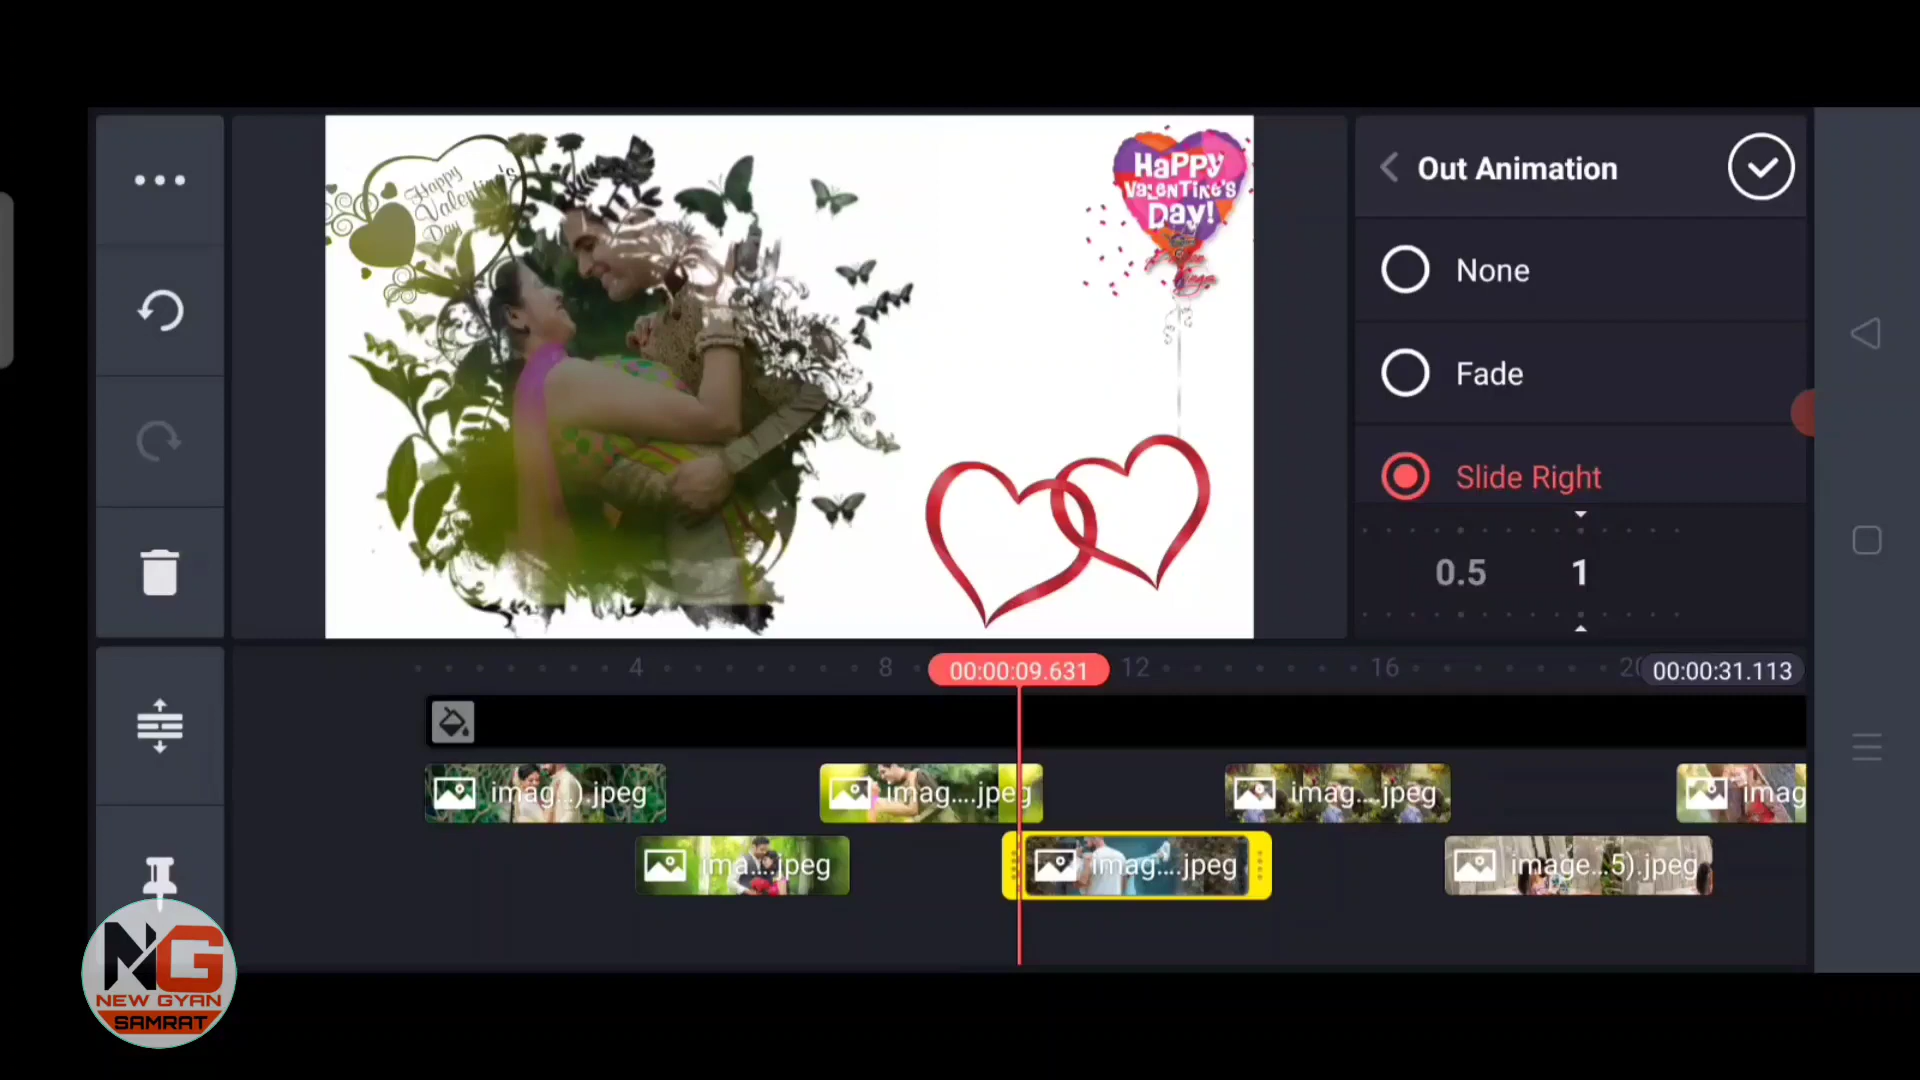 Happy
Valentine's
Day
HaPPY
VaLENTiNe'S
Day!
Out Animation
None
Fade
Slide Right
0.5 1
4 8 12 16
00:00:09.631
00:00:31.113
imag...).jpeg
imag....jpeg
imag....jpeg
imag
ima....jpeg
imag....jpeg
image...5).jpeg
NG
NEW GYAN
SAMRAT